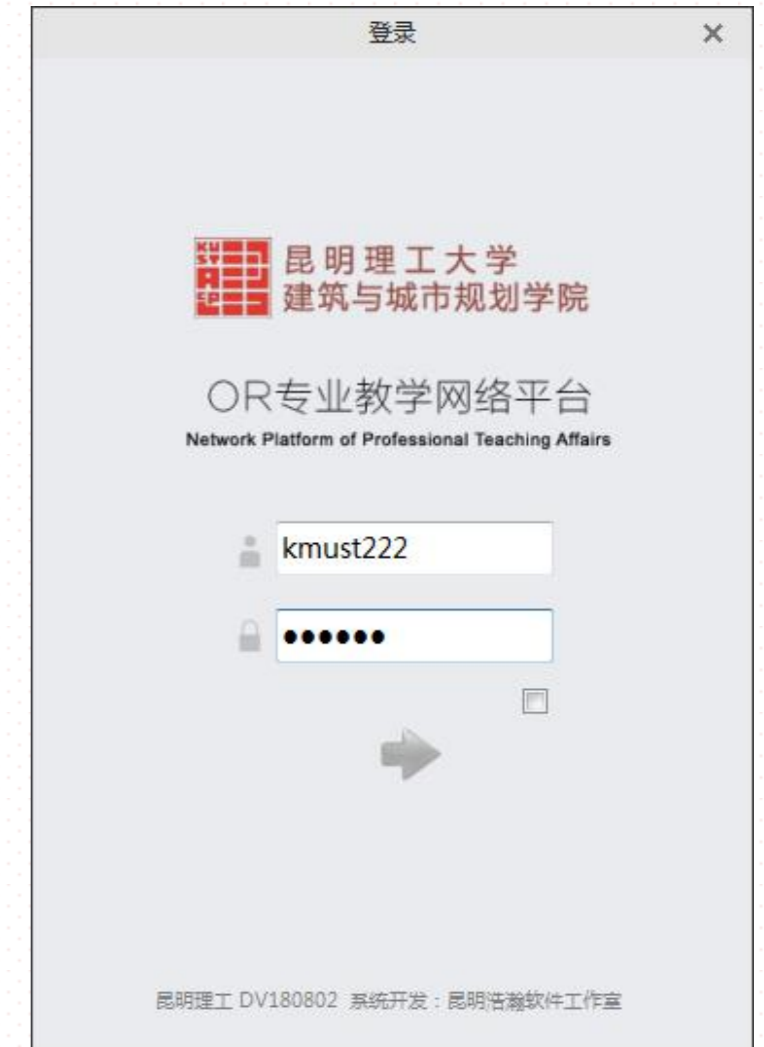 登录
昆明理工大学
建筑与城市规划学院
OR专业教学网络平台
Network Platform of Professional Teaching Affairs
kmust222
●●●●●●
昆明理工 DV180802 系统开发：昆明浩瀚软件工作室